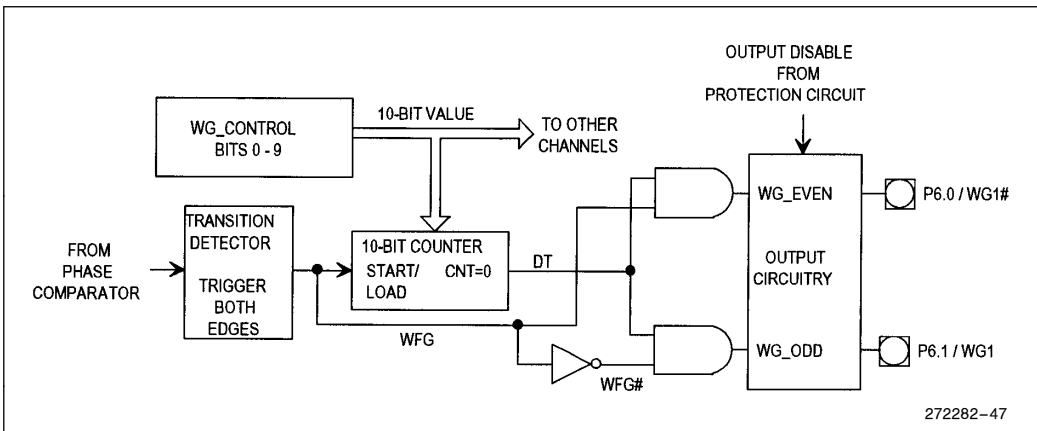 OUTPUT DISABLE
FROM
PROTECTION CIRCUIT
WG_CONTROL
BITS 0 - 9
10-BIT VALUE
TO OTHER
CHANNELS
FROM
PHASE
COMPARATOR
TRANSITION
DETECTOR
TRIGGER
BOTH
EDGES
10-BIT COUNTER
START/ CNT=0
LOAD
DT
WFG
WFG#
WG_EVEN
OUTPUT
CIRCUITRY
WG_ODD
P6.0 / WG1#
P6.1 / WG1
272282-47